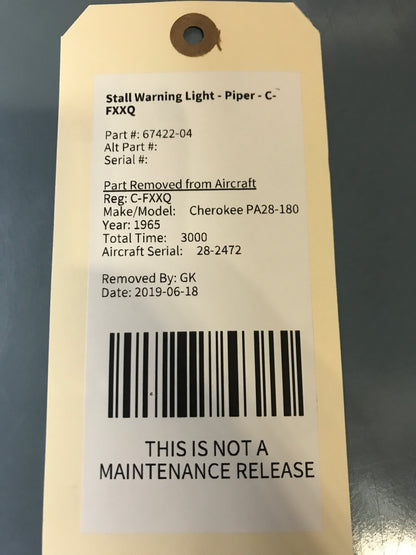 Stall Warning Light - Piper - C-
FXXQ
Part #: 67422-04
Alt Part #:
Serial #:
Part Removed from Aircraft
Reg: C-FXXQ
Make/Model: Cherokee PA28-180
Year: 1965
Total Time: 3000
Aircraft Serial: 28-2472
Removed By: GK
Date: 2019-06-18
THIS IS NOT A
MAINTENANCE RELEASE